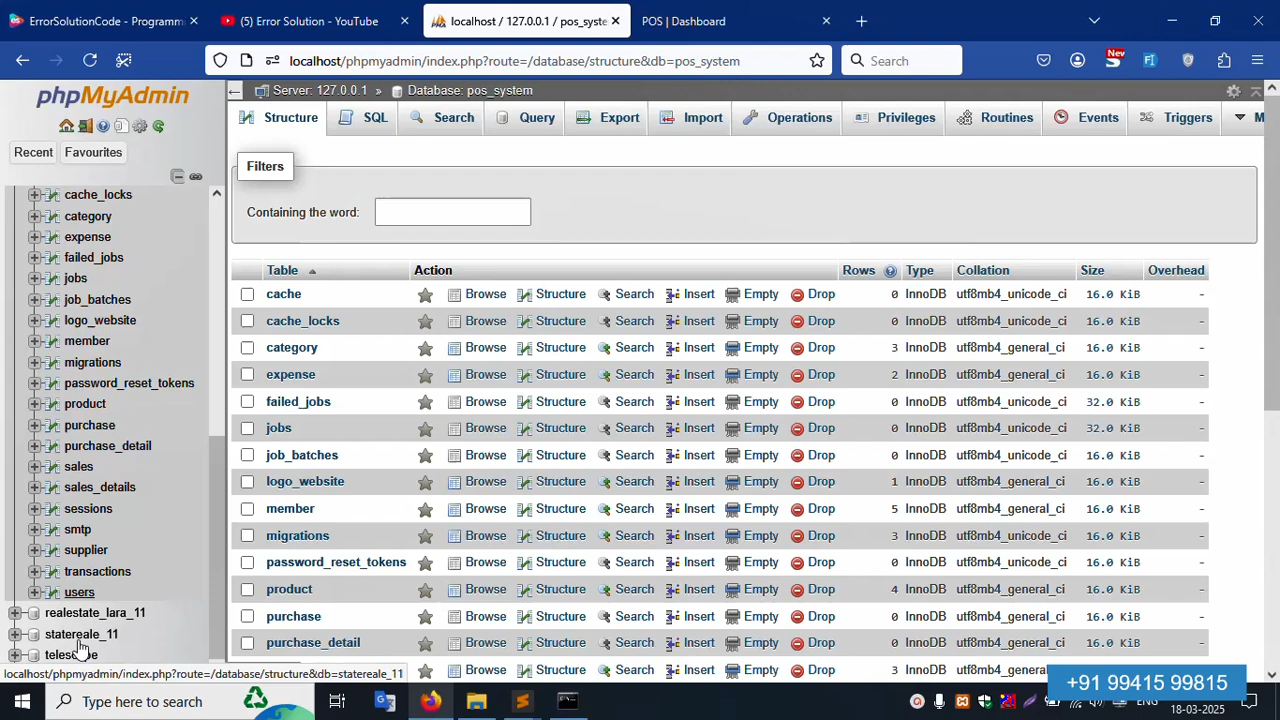 ErrorSolutionCode - Programm
(5) Error Solution - YouTube
localhost / 127.0.0.1 / pos_syste
POS | Dashboard
localhost/phpmyadmin/index.php?route=/database/structure&db=pos_system
Search
New
phpMyAdmin
Recent
Favourites
cache_locks
category
expense
failed_jobs
jobs
job_batches
logo_website
member
migrations
password_reset_tokens
product
purchase
purchase_detail
sales
sales_details
sessions
smtp
supplier
transactions
users
realestate_lara_11
statereale_11
localhost/phpmyadmin/index.php?route=/database/structure&db=statereale_11
Server: 127.0.0.1 » Database: pos_system
Structure SQL Search Query Export Import Operations Privileges Routines Events Triggers M
Filters
Containing the word:
Table Action Rows Type Collation Size Overhead
cache Browse Structure Search Insert Empty Drop 0 InnoDB utf8mb4_unicode_ci 16.0 KiB -
cache_locks Browse Structure Search Insert Empty Drop 0 InnoDB utf8mb4_unicode_ci 16.0 KiB -
category Browse Structure Search Insert Empty Drop 3 InnoDB utf8mb4_general_ci 16.0 KiB -
expense Browse Structure Search Insert Empty Drop 2 InnoDB utf8mb4_general_ci 16.0 KiB -
failed_jobs Browse Structure Search Insert Empty Drop 0 InnoDB utf8mb4_unicode_ci 32.0 KiB -
jobs Browse Structure Search Insert Empty Drop 0 InnoDB utf8mb4_unicode_ci 32.0 KiB -
job_batches Browse Structure Search Insert Empty Drop 0 InnoDB utf8mb4_unicode_ci 16.0 KiB -
logo_website Browse Structure Search Insert Empty Drop 1 InnoDB utf8mb4_general_ci 16.0 KiB -
member Browse Structure Search Insert Empty Drop 5 InnoDB utf8mb4_general_ci 16.0 KiB -
migrations Browse Structure Search Insert Empty Drop 3 InnoDB utf8mb4_unicode_ci 16.0 KiB -
password_reset_tokens Browse Structure Search Insert Empty Drop 0 InnoDB utf8mb4_unicode_ci 16.0 KiB -
product Browse Structure Search Insert Empty Drop 4 InnoDB utf8mb4_general_ci 16.0 KiB -
purchase Browse Structure Search Insert Empty Drop 0 InnoDB utf8mb4_general_ci 16.0 KiB -
purchase_detail Browse Structure Search Insert Empty Drop 0 InnoDB utf8mb4_general_ci 16.0 KiB -
Browse Structure Search Insert Empty Drop 3 InnoDB utf8mb4_general_ci 16.0 KiB -
+91 99415 99815
Type here to search
ENG
18-03-2025